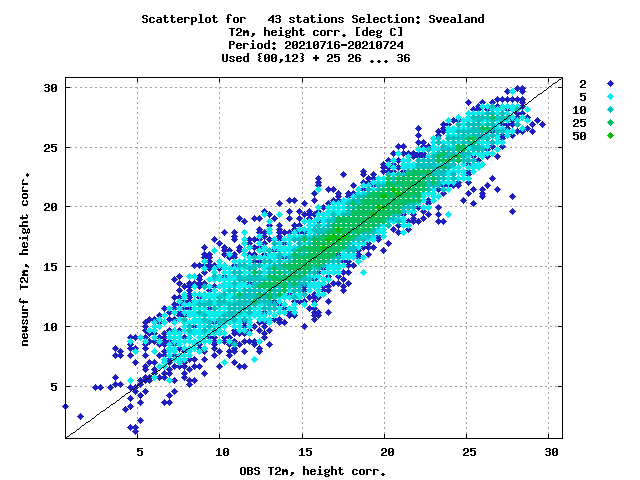 Scatterplot for   43 stations Selection: Svealand
T2m, height corr. [deg C]
Period: 20210716-20210724
Used {00,12} + 25 26 ... 36
2
5
10
25
50
30
25
20
15
10
5
newsurf T2m, height corr.
5 10 15 20 25 30
OBS T2m, height corr.